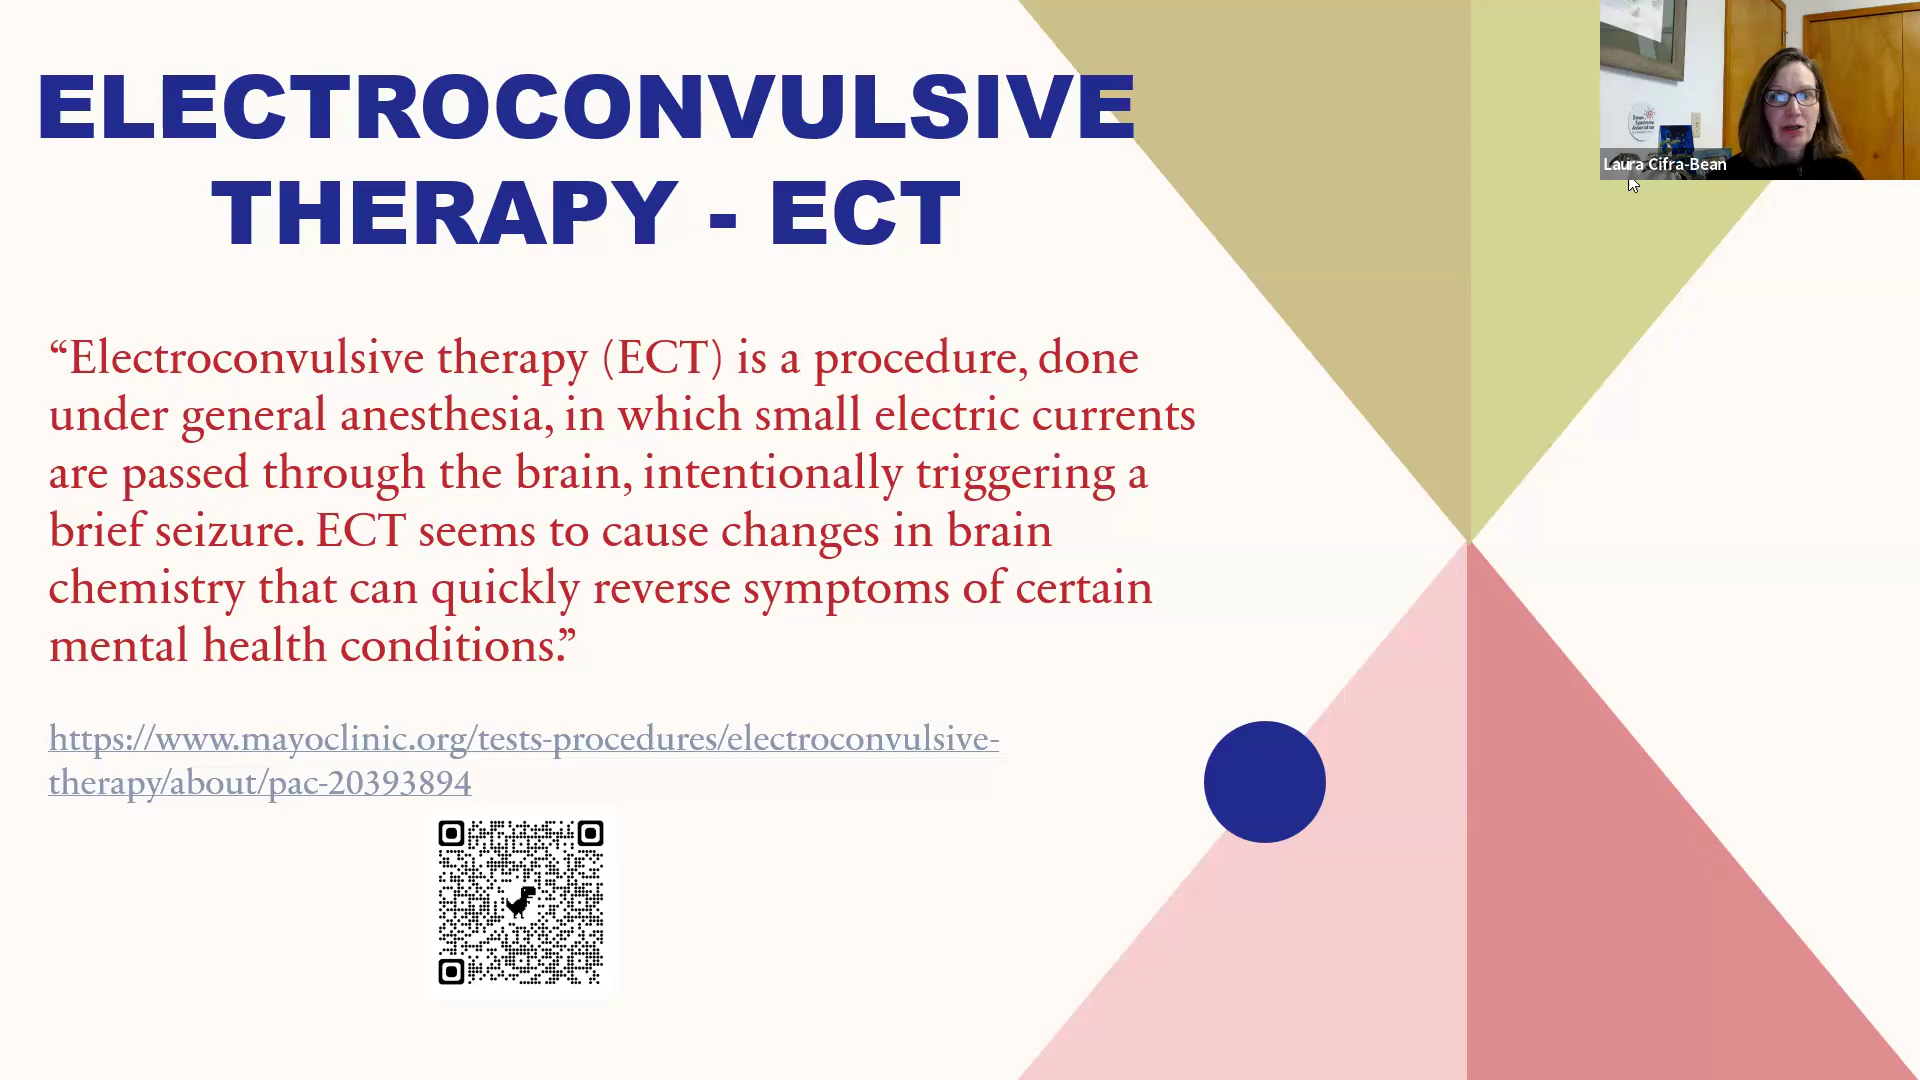 ELECTROCONVULSIVE
THERAPY - ECT
“Electroconvulsive therapy (ECT) is a procedure, done
under general anesthesia, in which small electric currents
are passed through the brain, intentionally triggering a
brief seizure. ECT seems to cause changes in brain
chemistry that can quickly reverse symptoms of certain
mental health conditions.”
https://www.mayoclinic.org/tests-procedures/electroconvulsive-
therapy/about/pac-20393894
Down
Syndrome
Association
Laura Cifra-Bean